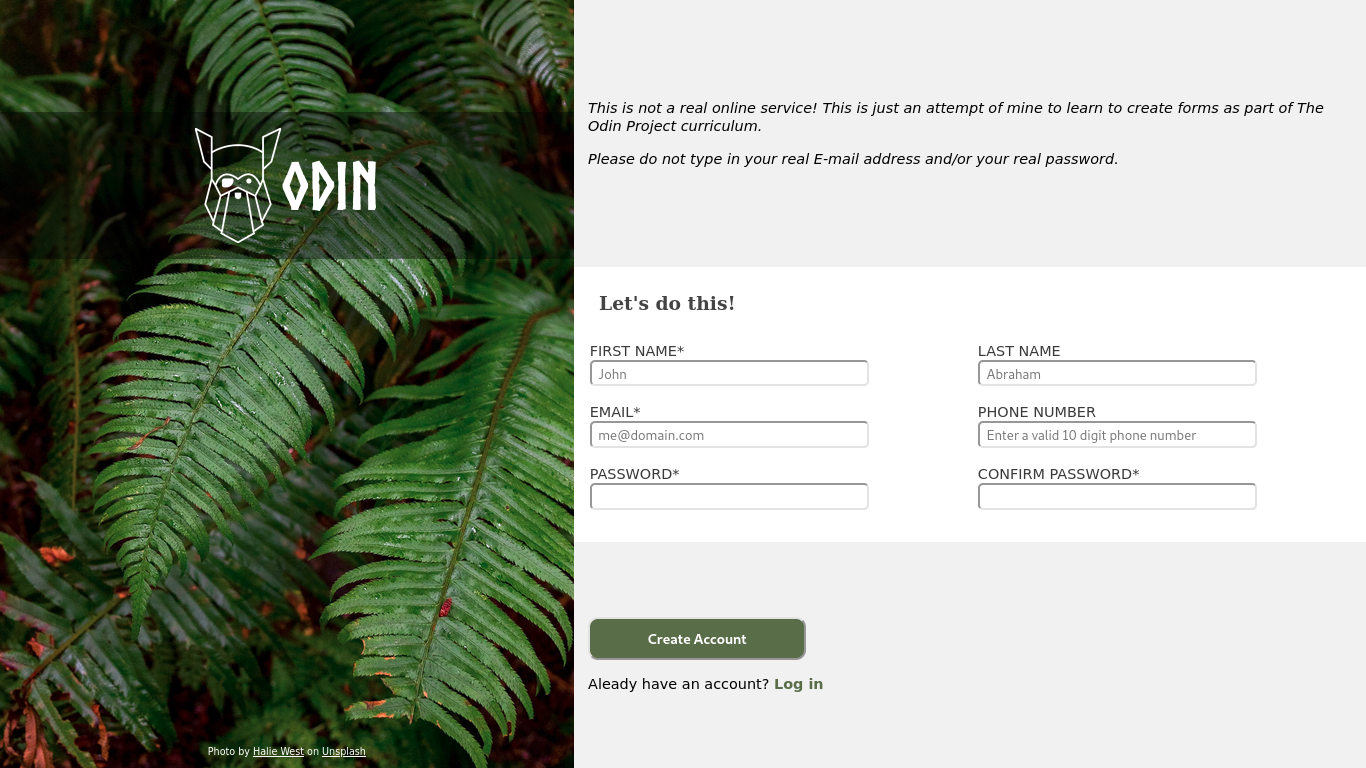 ODIN
Photo by Halie West on Unsplash
This is not a real online service! This is just an attempt of mine to learn to create forms as part of The
Odin Project curriculum.
Please do not type in your real E-mail address and/or your real password.
Let's do this!
FIRST NAME*
John
LAST NAME
Abraham
EMAIL*
me@domain.com
PHONE NUMBER
Enter a valid 10 digit phone number
PASSWORD*
CONFIRM PASSWORD*
Create Account
Aleady have an account? Log in